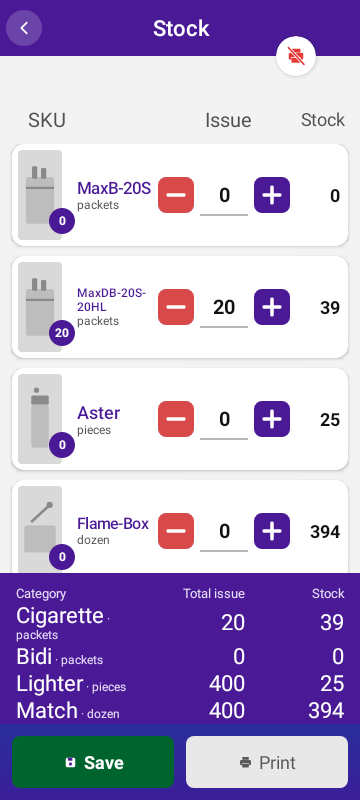 Stock
SKU Issue Stock
MaxB-20S
packets
0
0
0
MaxDB-20S-
20HL
packets
20
20
39
Aster
pieces
0
0
25
Flame-Box
dozen
0
0
394
Category Total issue Stock
Cigarette · packets 20 39
Bidi · packets 0 0
Lighter · pieces 400 25
Match · dozen 400 394
Save Print